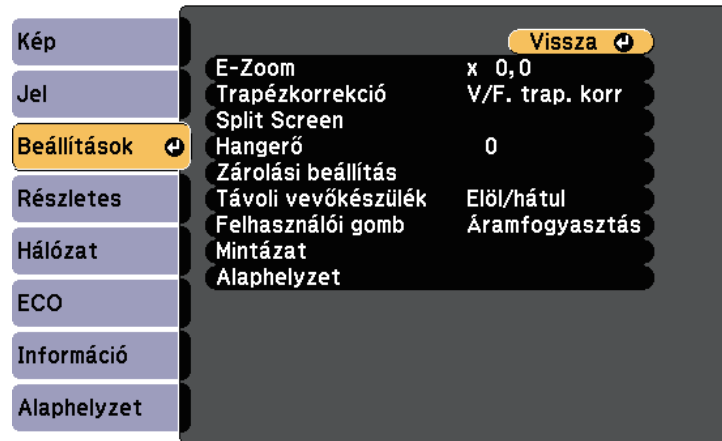 Kép
Jel
Beállítások
Részletes
Hálózat
ECO
Információ
Alaphelyzet
Vissza
E-Zoom x 0,0
Trapézkorrekció V/F. trap. korr
Split Screen
Hangerő 0
Zárolási beállítás
Távoli vevőkészülék Elöl/hátul
Felhasználói gomb Áramfogyasztás
Mintázat
Alaphelyzet